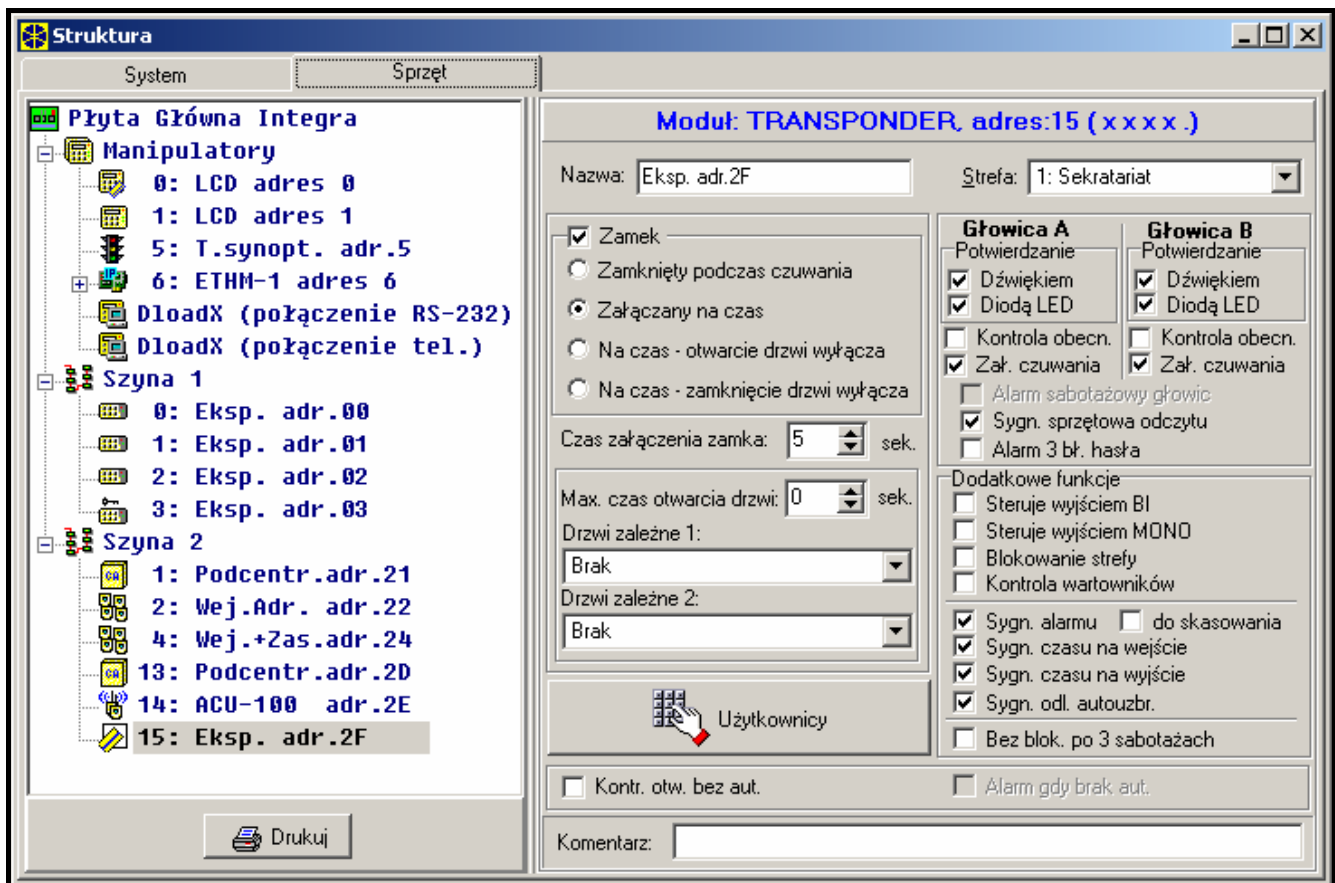 Struktura
System
Sprzęt
Płyta Główna Integra
Manipulatory
0: LCD adres 0
1: LCD adres 1
5: T.synopt. adr.5
6: ETHM-1 adres 6
DloadX (połączenie RS-232)
DloadX (połączenie tel.)
Szyna 1
0: Eksp. adr.00
1: Eksp. adr.01
2: Eksp. adr.02
3: Eksp. adr.03
Szyna 2
1: Podcentr.adr.21
2: Wej.Adr. adr.22
4: Wej.+Zas.adr.24
13: Podcentr.adr.2D
14: ACU-100 adr.2E
15: Eksp. adr.2F
Drukuj
Moduł: TRANSPONDER, adres:15 ( x x x x .)
Nazwa: Eksp. adr.2F
Strefa: 1: Sekratariat
Zamek
Zamknięty podczas czuwania
Załączany na czas
Na czas - otwarcie drzwi wyłącza
Na czas - zamknięcie drzwi wyłącza
Czas załączenia zamka: 5 sek.
Max. czas otwarcia drzwi: 0 sek.
Drzwi zależne 1:
Brak
Drzwi zależne 2:
Brak
Użytkownicy
Głowica A
Potwierdzanie
Dźwiękiem
Diodą LED
Kontrola obecn.
Zał. czuwania
Głowica B
Potwierdzanie
Dźwiękiem
Diodą LED
Kontrola obecn.
Zał. czuwania
Alarm sabotażowy głowic
Sygn. sprzętowa odczytu
Alarm 3 bł. hasła
Dodatkowe funkcje
Steruje wyjściem BI
Steruje wyjściem MONO
Blokowanie strefy
Kontrola wartowników
Sygn. alarmu do skasowania
Sygn. czasu na wejście
Sygn. czasu na wyjście
Sygn. odl. autouzbr.
Bez blok. po 3 sabotażach
Kontr. otw. bez aut.
Alarm gdy brak aut.
Komentarz: